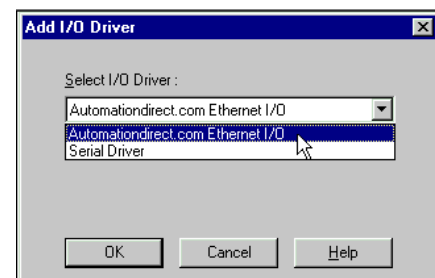 Add I/O Driver
Select I/O Driver :
Automationdirect.com Ethernet I/O
Automationdirect.com Ethernet I/O
Serial Driver
OK Cancel Help